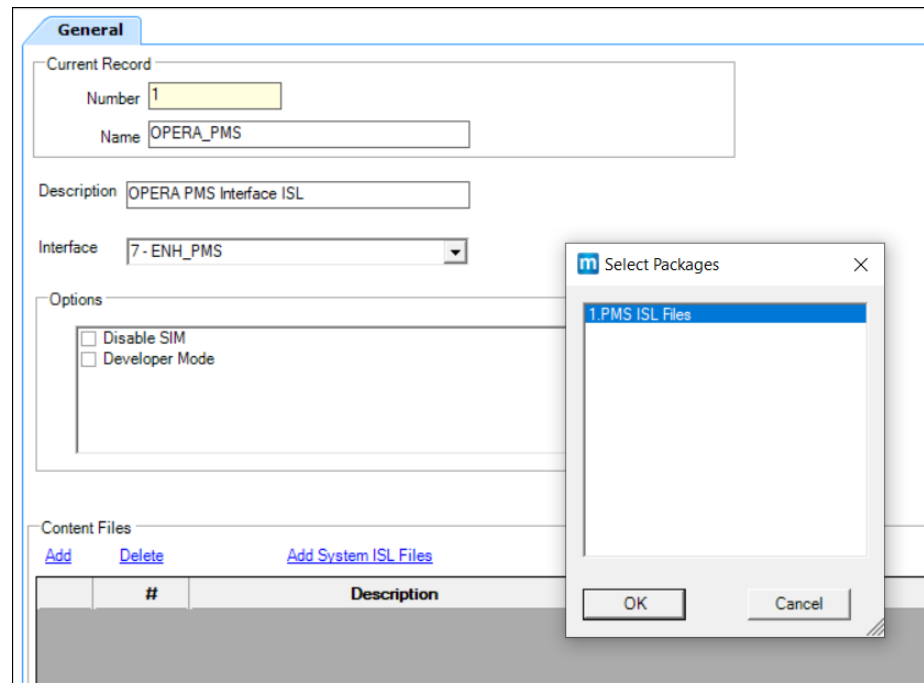 General
Current Record
Number 1
Name OPERA_PMS
Description OPERA PMS Interface ISL
Interface 7 - ENH_PMS
Options
Disable SIM
Developer Mode
m Select Packages
1.PMS ISL Files
OK Cancel
Content Files
Add Delete Add System ISL Files
# Description